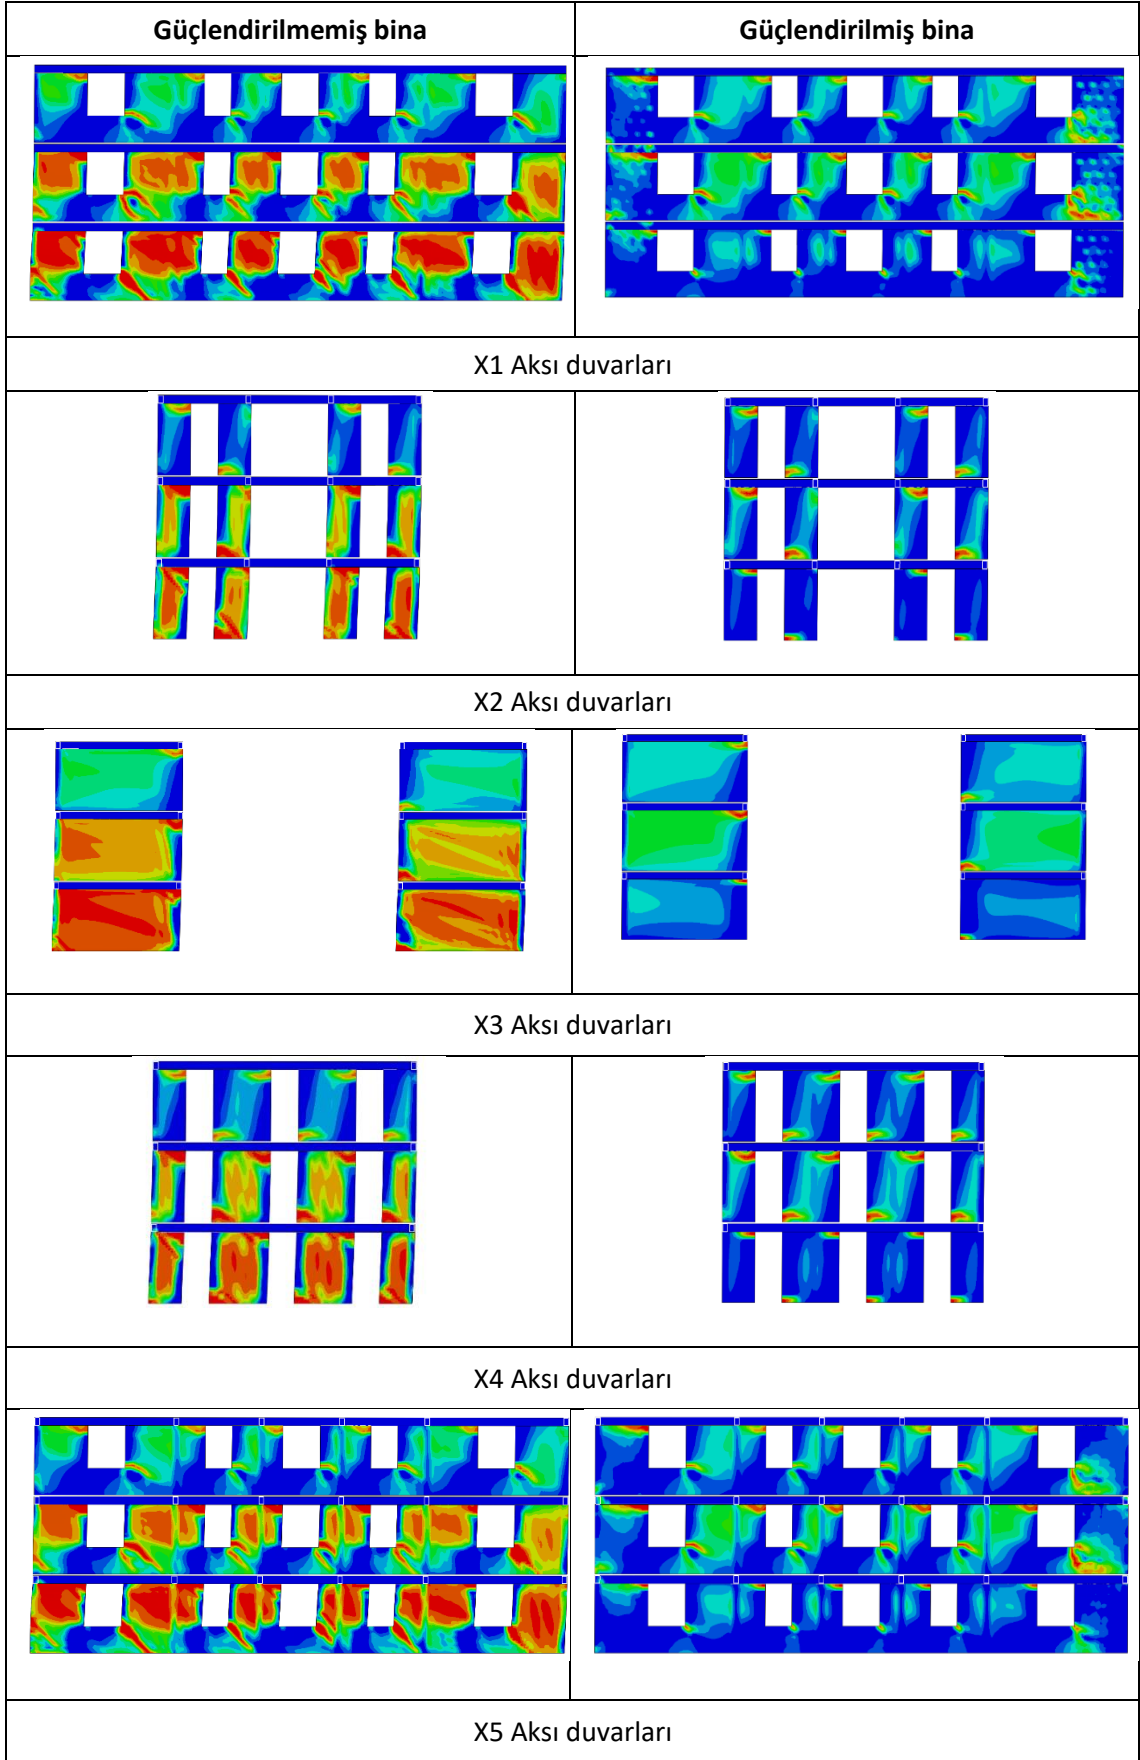 Güçlendirilmemiş bina
Güçlendirilmiş bina
X1 Aksı duvarları
X2 Aksı duvarları
X3 Aksı duvarları
X4 Aksı duvarları
X5 Aksı duvarları